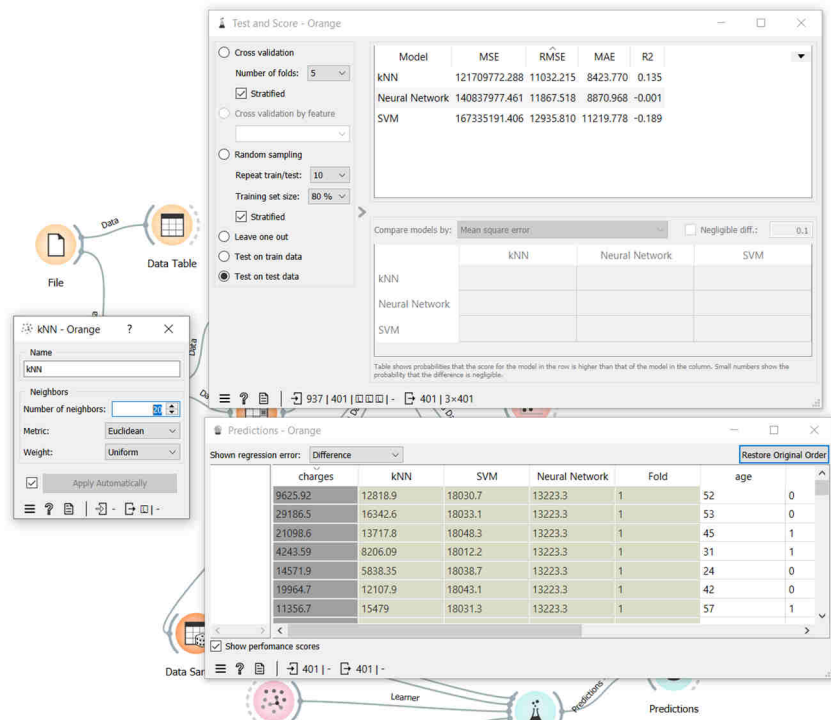 Test and Score - Orange
Cross validation
Number of folds: 5
Stratified
Cross validation by feature
Random sampling
Repeat train/test: 10
Training set size: 80 %
Stratified
Leave one out
Test on train data
Test on test data
Model MSE RMSE MAE R2
kNN 121709772.288 11032.215 8423.770 0.135
Neural Network 140837977.461 11867.518 8870.968 -0.001
SVM 167335191.406 12935.810 11219.778 -0.189
Compare models by: Mean square error Negligible diff.: 0.1
kNN Neural Network SVM
kNN
Neural Network
SVM
Table shows probabilities that the score for the model in the row is higher than that of the model in the column. Small numbers show the
probability that the difference is negligible.
937 | 401 | - 401 | 3×401
Data
File
Data Table
Data
kNN - Orange ? ×
Name
kNN
Neighbors
Number of neighbors: 20
Metric: Euclidean
Weight: Uniform
Apply Automatically
Predictions - Orange
Shown regression error: Difference Restore Original Order
charges kNN SVM Neural Network Fold age
9625.92 12818.9 18030.7 13223.3 1 52 0
29186.5 16342.6 18033.1 13223.3 1 53 0
21098.6 13717.8 18048.3 13223.3 1 45 1
4243.59 8206.09 18012.2 13223.3 1 31 1
14571.9 5838.35 18038.7 13223.3 1 24 0
19964.7 12107.9 18043.1 13223.3 1 42 0
11356.7 15479 18031.3 13223.3 1 57 1
Show perfomance scores
401 | - 401 | -
Data Sar
Learner
Predictions
Predictions